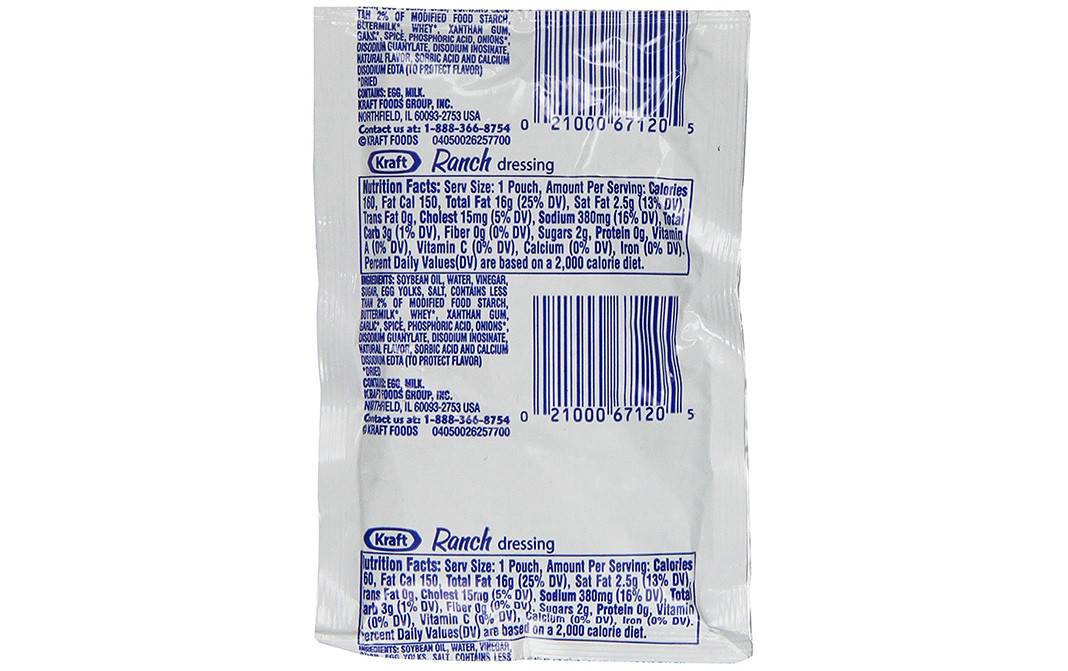 THAN 2% OF MODIFIED FOOD STARCH,
BUTTERMILK*, WHEY*, XANTHAN GUM,
GARLIC*, SPICE, PHOSPHORIC ACID, ONIONS*,
DISODIUM GUANYLATE, DISODIUM INOSINATE,
NATURAL FLAVOR, SORBIC ACID AND CALCIUM
DISODIUM EDTA (TO PROTECT FLAVOR)
*DRIED
CONTAINS: EGG, MILK.
KRAFT FOODS GROUP, INC.
NORTHFIELD, IL 60093-2753 USA
Contact us at: 1-888-366-8754
© KRAFT FOODS 04050026257700
0 21000 67120 5
Kraft Ranch dressing
Nutrition Facts: Serv Size: 1 Pouch, Amount Per Serving: Calories
160, Fat Cal 150, Total Fat 16g (25% DV), Sat Fat 2.5g (13% DV),
Trans Fat 0g, Cholest 15mg (5% DV), Sodium 380mg (16% DV), Total
Carb 3g (1% DV), Fiber 0g (0% DV), Sugars 2g, Protein 0g, Vitamin
A (0% DV), Vitamin C (0% DV), Calcium (0% DV), Iron (0% DV).
Percent Daily Values(DV) are based on a 2,000 calorie diet.
INGREDIENTS: SOYBEAN OIL, WATER, VINEGAR,
SUGAR, EGG YOLKS, SALT, CONTAINS LESS
THAN 2% OF MODIFIED FOOD STARCH,
BUTTERMILK*, WHEY*, XANTHAN GUM,
GARLIC*, SPICE, PHOSPHORIC ACID, ONIONS*,
DISODIUM GUANYLATE, DISODIUM INOSINATE,
NATURAL FLAVOR, SORBIC ACID AND CALCIUM
DISODIUM EDTA (TO PROTECT FLAVOR)
*DRIED
CONTAINS: EGG, MILK.
KRAFT FOODS GROUP, INC.
NORTHFIELD, IL 60093-2753 USA
Contact us at: 1-888-366-8754
© KRAFT FOODS 04050026257700
0 21000 67120 5
Kraft Ranch dressing
utrition Facts: Serv Size: 1 Pouch, Amount Per Serving: Calories
60, Fat Cal 150, Total Fat 16g (25% DV), Sat Fat 2.5g (13% DV),
rans Fat 0g, Cholest 15mg (5% DV), Sodium 380mg (16% DV), Total
arb 3g (1% DV), Fiber 0g (0% DV), Sugars 2g, Protein 0g, Vitamin
(0% DV), Vitamin C (0% DV), Calcium (0% DV), Iron (0% DV).
Percent Daily Values(DV) are based on a 2,000 calorie diet.
INGREDIENTS: SOYBEAN OIL, WATER, VINEGAR,
EGG YOLKS, SALT, CONTAINS LESS